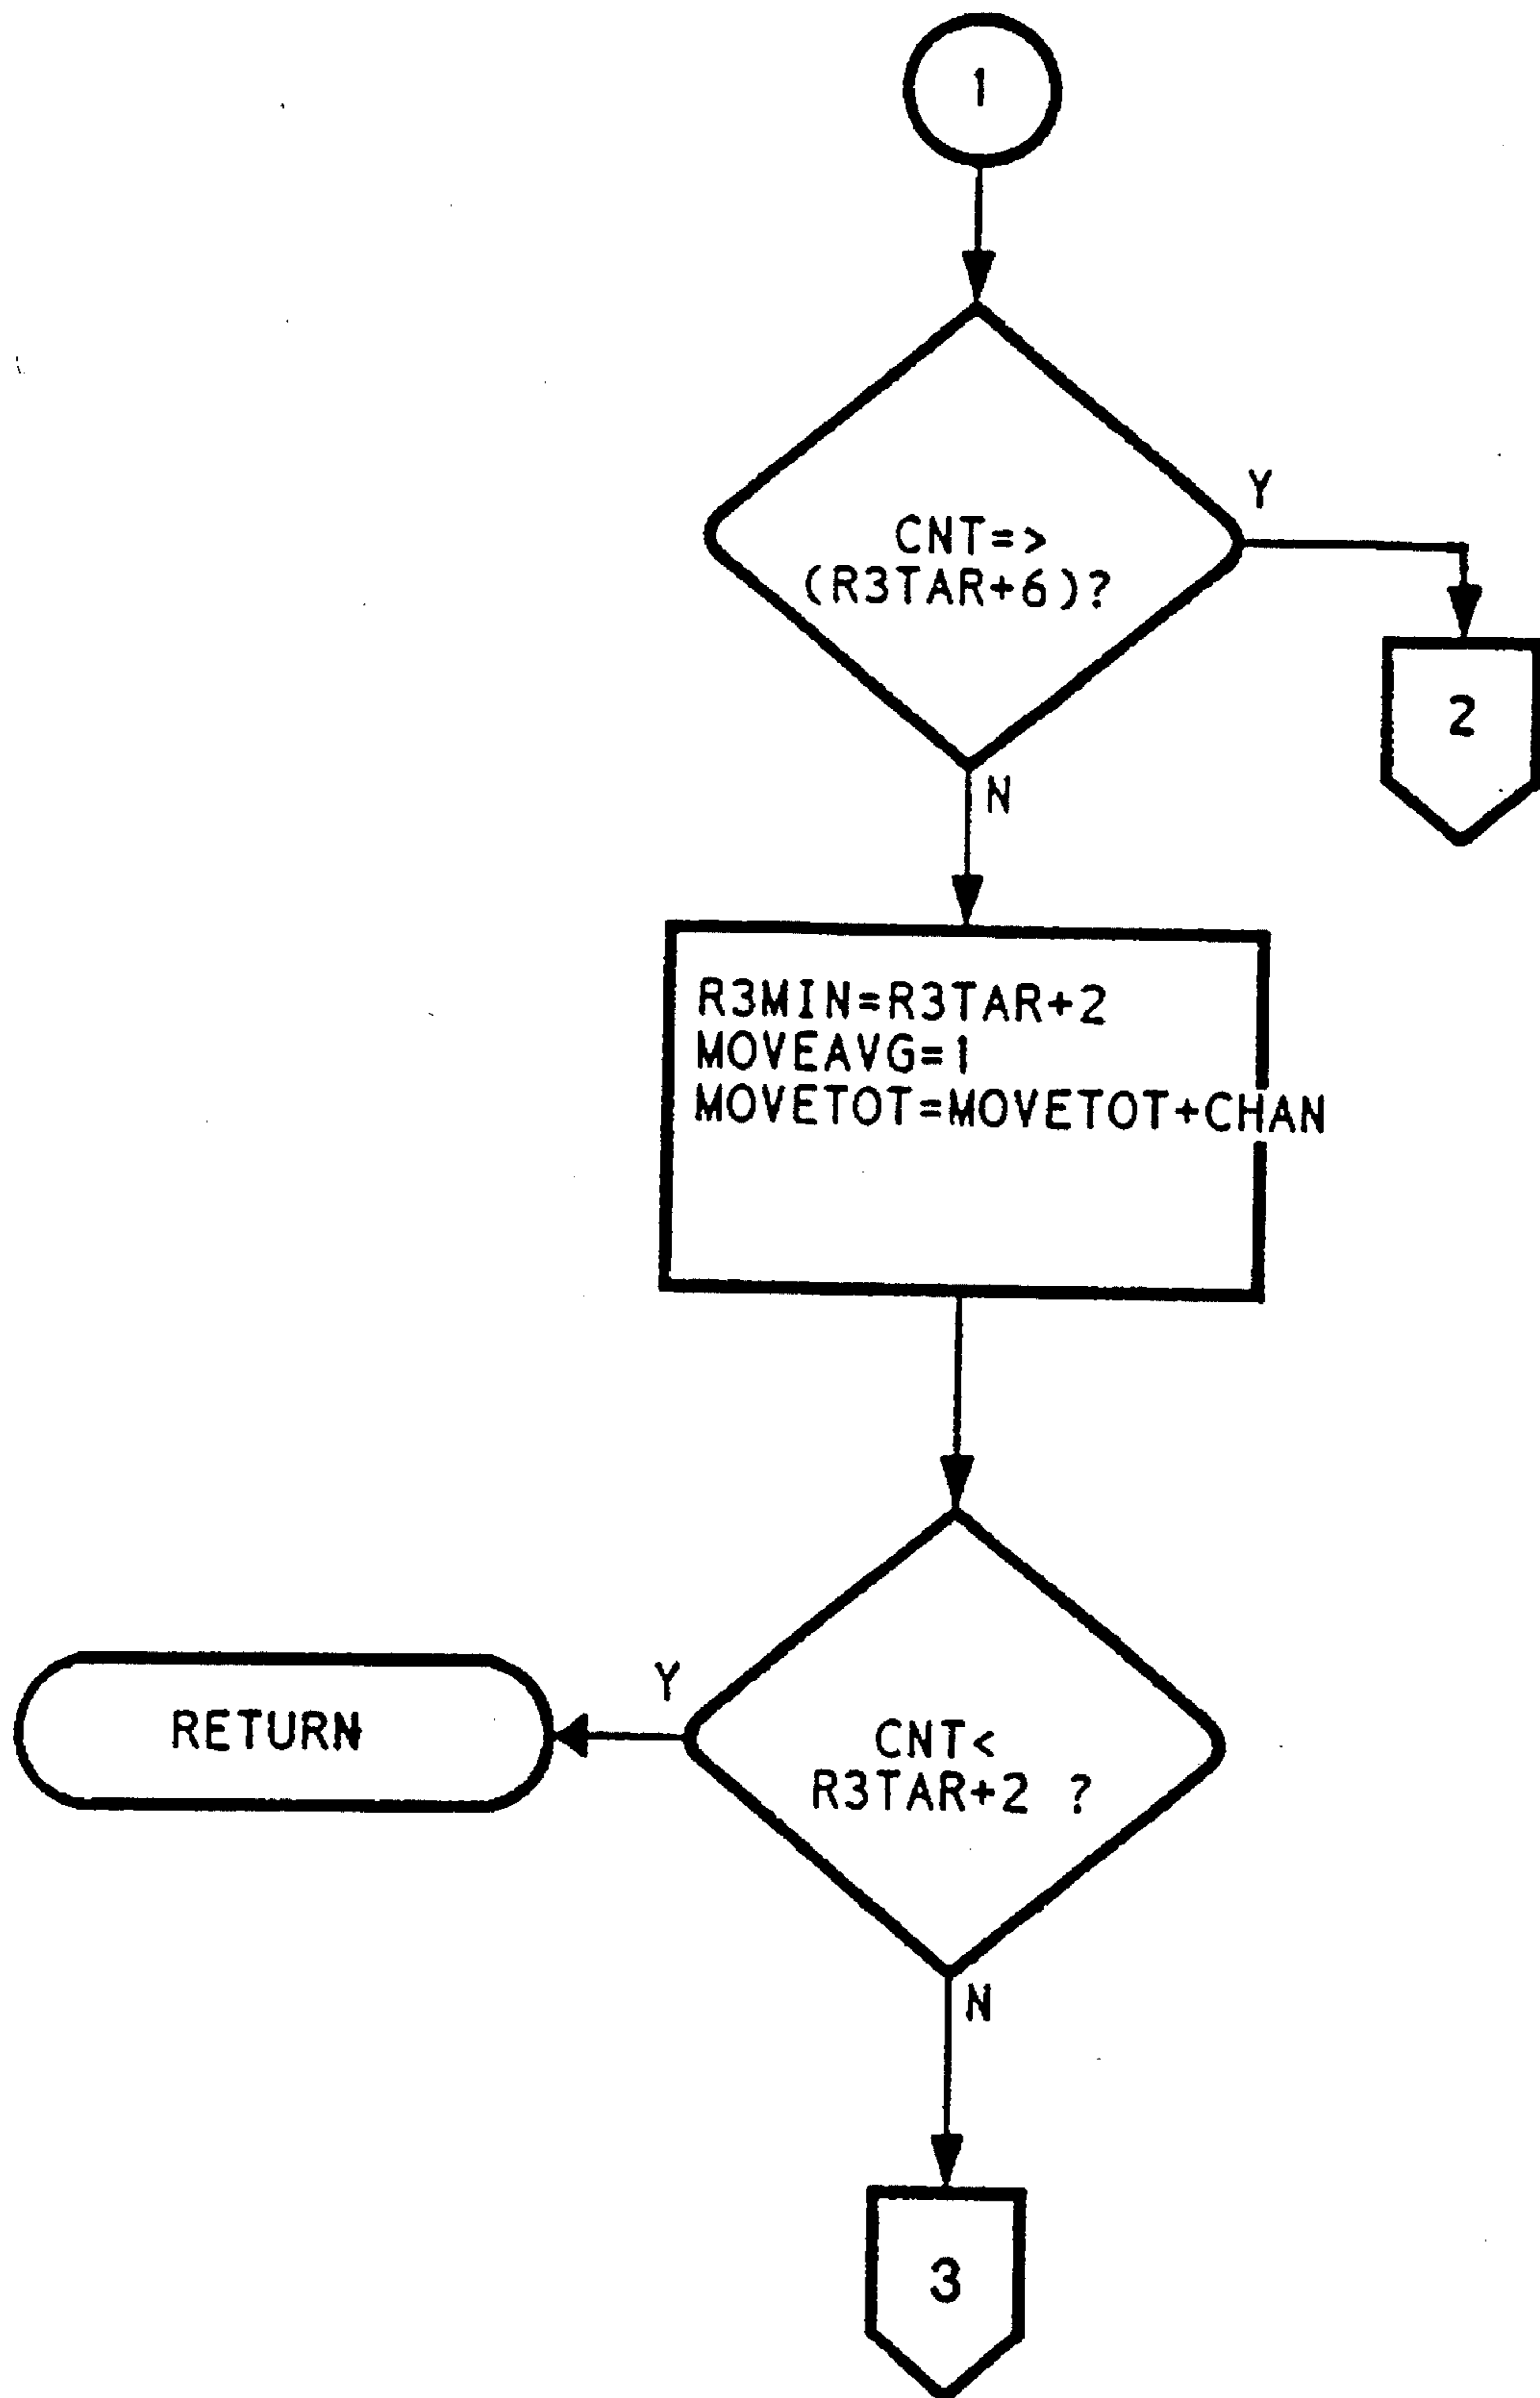 1
CNT=>
(R3TAR+6)?
Y
2
N
R3MIN=R3TAR+2
MOVEAVG=1
MOVETOT=MOVETOT+CHAN
Y
RETURN
CNT<
R3TAR+2 ?
N
3